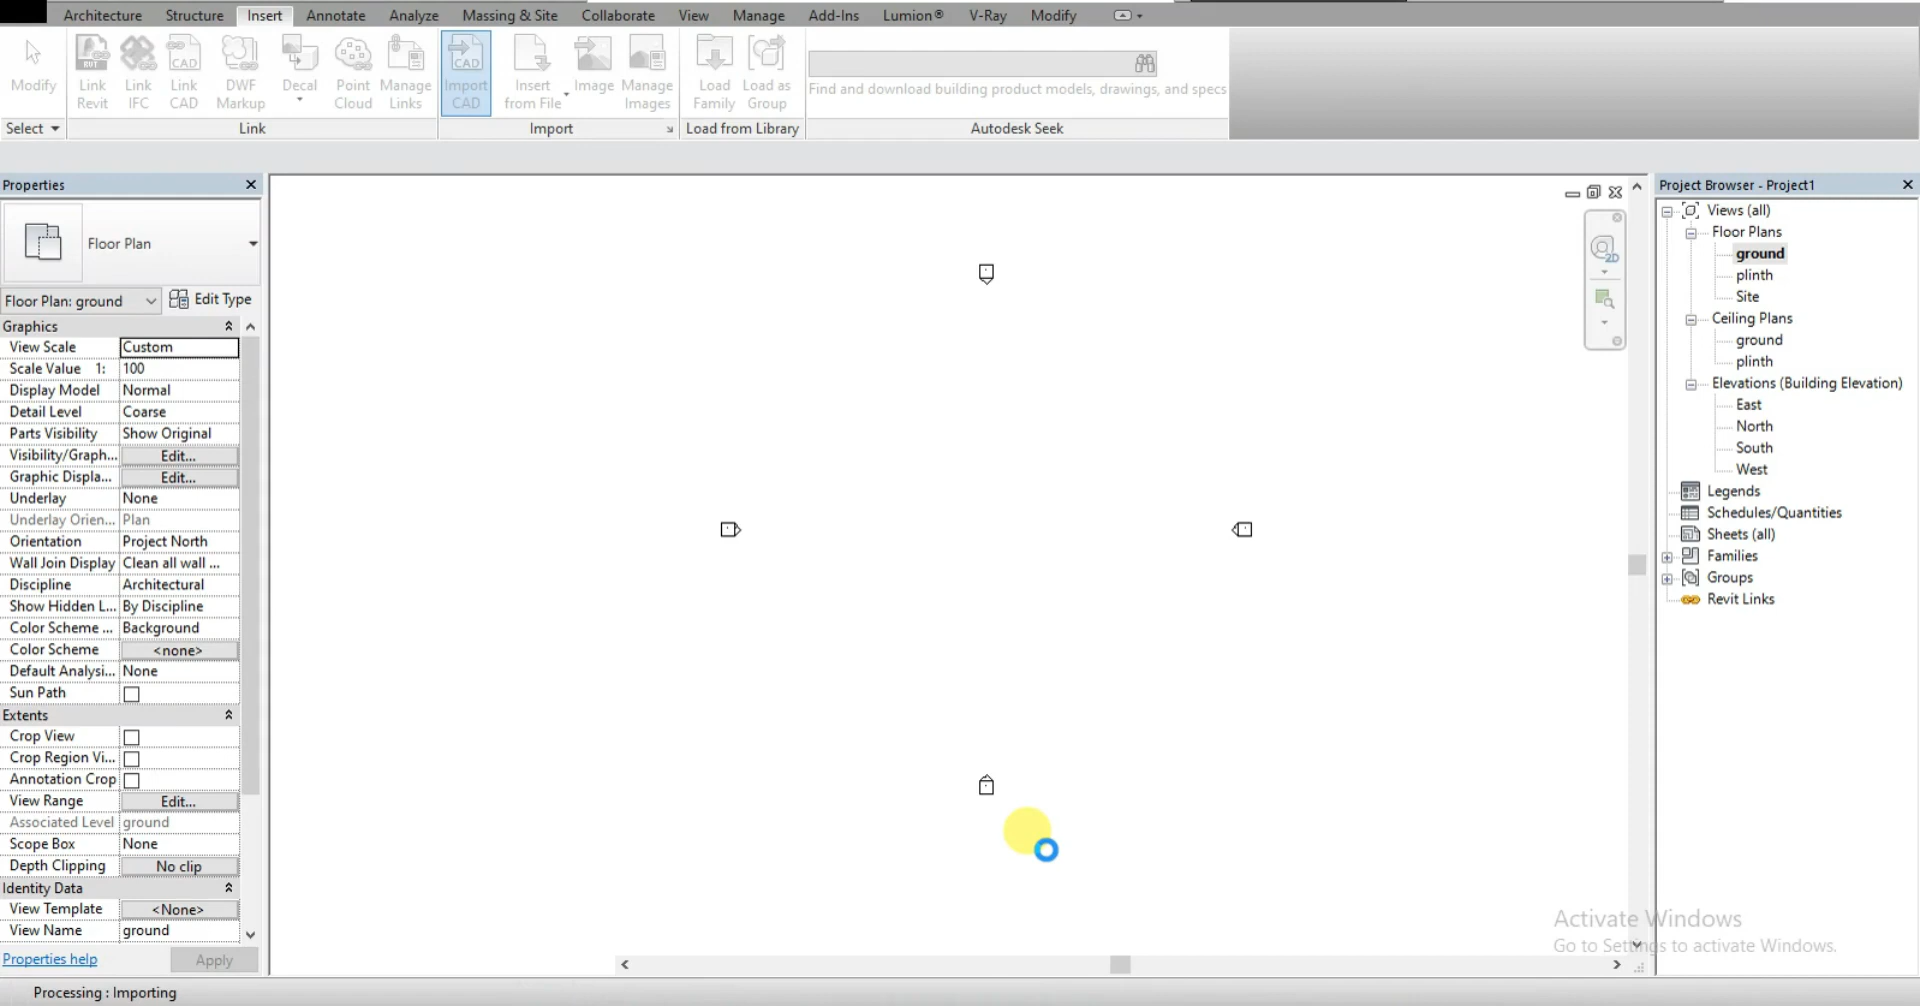 Architecture Structure Insert Annotate Analyze Massing & Site Collaborate View Manage Add-Ins Lumion® V-Ray Modify
Modify
Link Revit
Link IFC
CAD
Link CAD
DWF Markup
Decal
Point Cloud
Manage Links
CAD
Import CAD
Insert from File
Image
Manage Images
Load Family
Load as Group
Find and download building product models, drawings, and specs
Select
Link
Import
Load from Library
Autodesk Seek
Properties
Floor Plan
Floor Plan: ground
Edit Type
Graphics
View Scale Custom
Scale Value 1: 100
Display Model Normal
Detail Level Coarse
Parts Visibility Show Original
Visibility/Graph... Edit...
Graphic Displa... Edit...
Underlay None
Underlay Orien... Plan
Orientation Project North
Wall Join Display Clean all wall ...
Discipline Architectural
Show Hidden L... By Discipline
Color Scheme ... Background
Color Scheme <none>
Default Analysi... None
Sun Path
Extents
Crop View
Crop Region Vi...
Annotation Crop
View Range Edit...
Associated Level ground
Scope Box None
Depth Clipping No clip
Identity Data
View Template <None>
View Name ground
Properties help
Apply
2D
Project Browser - Project1
Views (all)
Floor Plans
ground
plinth
Site
Ceiling Plans
ground
plinth
Elevations (Building Elevation)
East
North
South
West
Legends
Schedules/Quantities
Sheets (all)
Families
Groups
Revit Links
Activate Windows
Go to Settings to activate Windows.
Processing : Importing